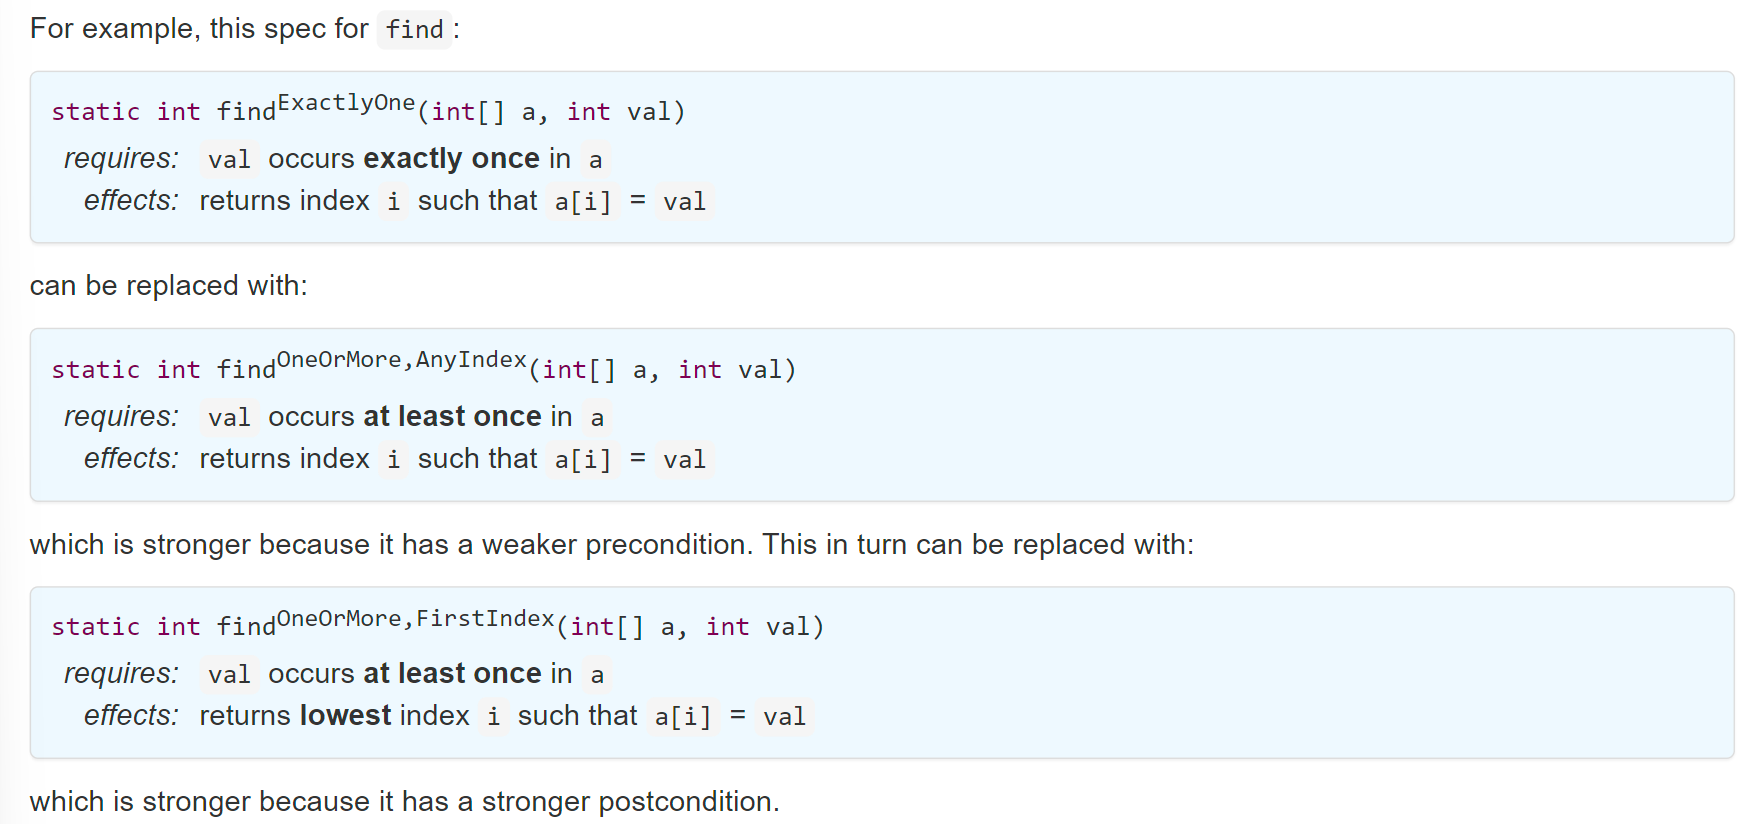 For example, this spec for find:
static int findExactlyOne(int[] a, int val)
requires: val occurs exactly once in a
effects: returns index i such that a[i] = val
can be replaced with:
static int findOneOrMore,AnyIndex(int[] a, int val)
requires: val occurs at least once in a
effects: returns index i such that a[i] = val
which is stronger because it has a weaker precondition. This in turn can be replaced with:
static int findOneOrMore,FirstIndex(int[] a, int val)
requires: val occurs at least once in a
effects: returns lowest index i such that a[i] = val
which is stronger because it has a stronger postcondition.